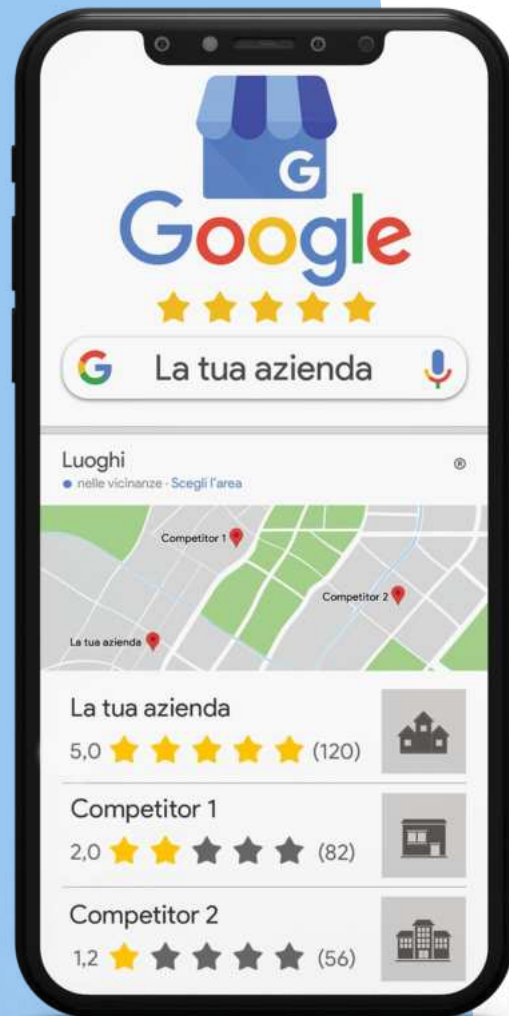 G
Google
G La tua azienda
Luoghi ®
nelle vicinanze · Scegli l'area
Competitor 1
Competitor 2
La tua azienda
La tua azienda
5,0 (120)
Competitor 1
2,0 (82)
Competitor 2
1,2 (56)